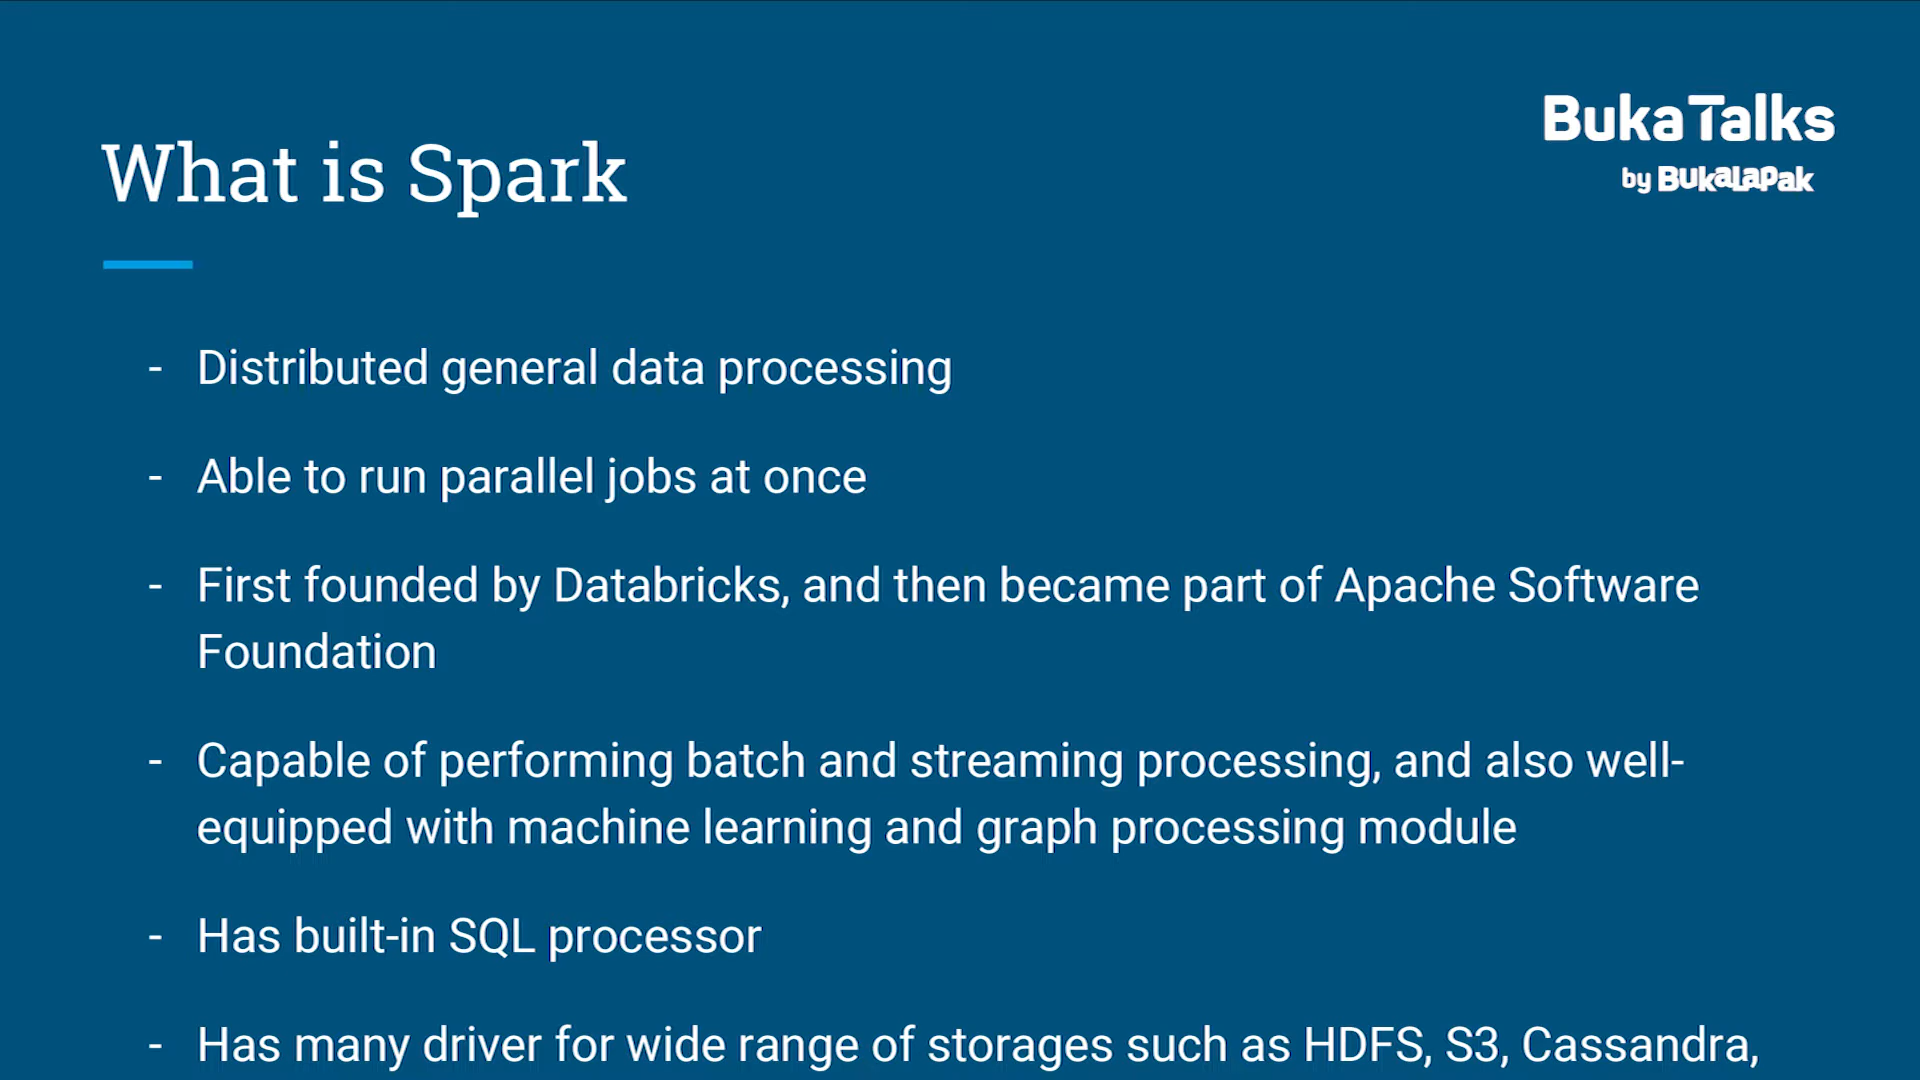 BukaTalks
by BukaLapak
What is Spark
- Distributed general data processing
- Able to run parallel jobs at once
- First founded by Databricks, and then became part of Apache Software
Foundation
- Capable of performing batch and streaming processing, and also well-
equipped with machine learning and graph processing module
- Has built-in SQL processor
- Has many driver for wide range of storages such as HDFS, S3, Cassandra,